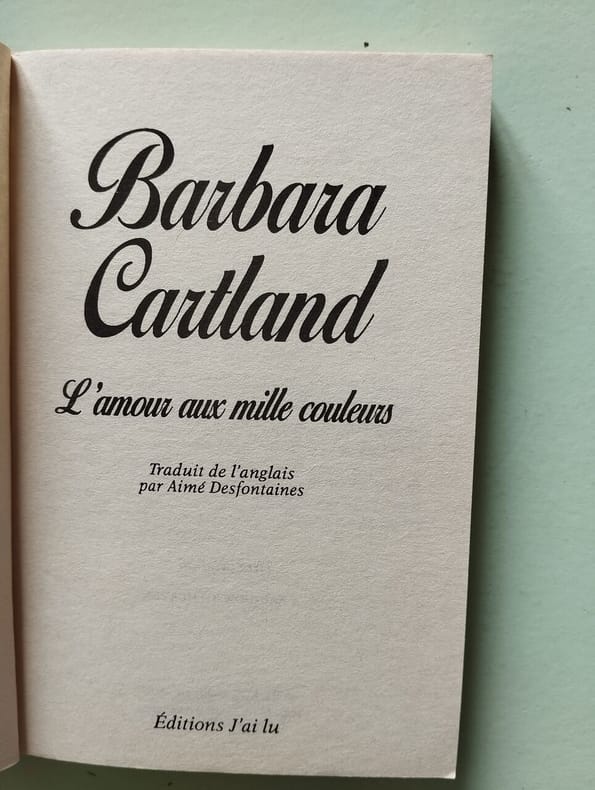 Barbara
Cartland
L'amour aux mille couleurs
Traduit de l'anglais
par Aimé Desfontaines
Éditions J'ai lu